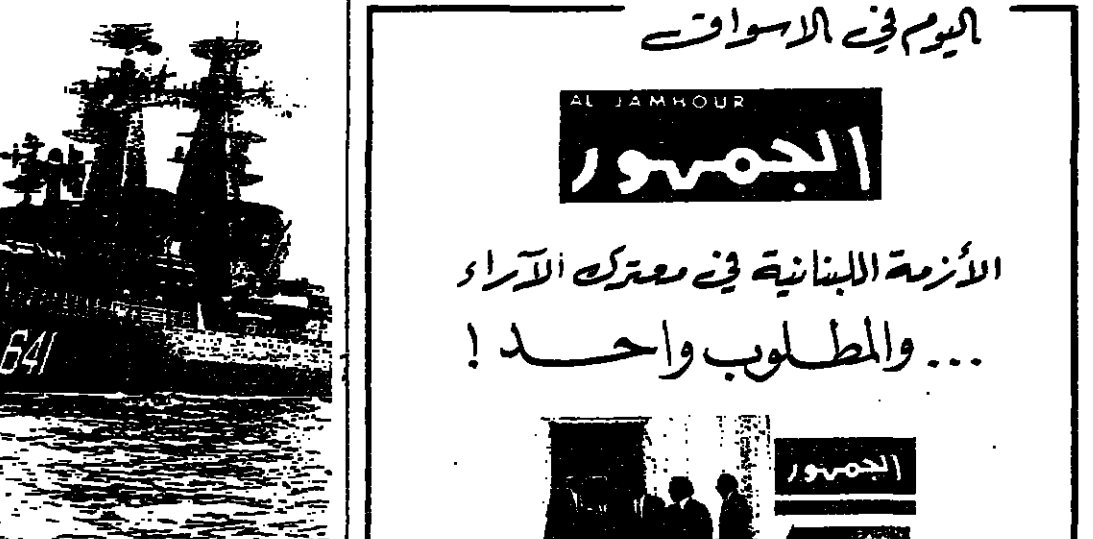 اليوم في الاسواق
AL JAMHOUR
الجمهور
الأزمة اللبنانية في معترك الآراء
... والمطلوب واحد !
الجمهور
641